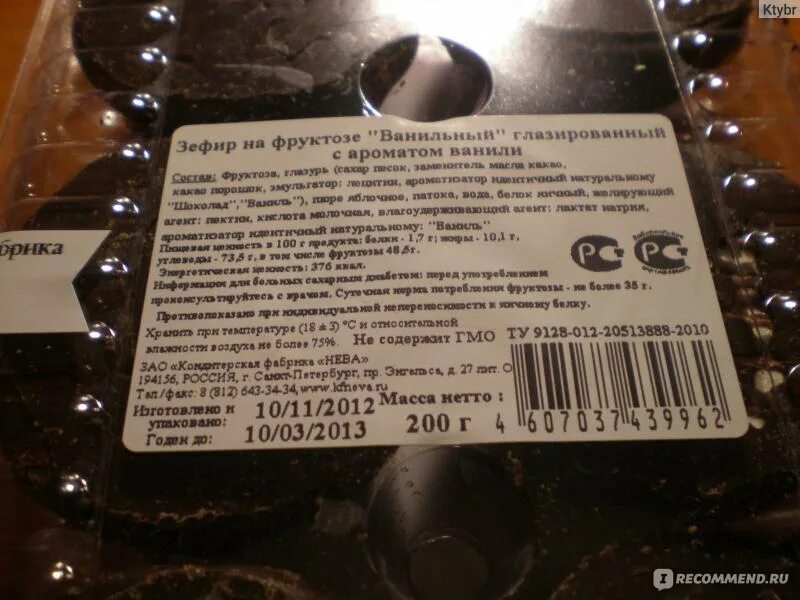 Ktybr
Зефир на фруктозе "Ванильный" глазированный
с ароматом ванили
Состав: Фруктоза, глазурь (сахар песок, заменитель масла какао,
какао порошок, эмульгатор: лецитин, ароматизатор идентичный натуральному
"Шоколад","Ваниль"), пюре яблочное, патока, вода, белок яичный, желирующий
агент: пектин, кислота молочная, влагоудерживающий агент: лактат натрия,
ароматизатор идентичный натуральному: "Ваниль"
Пищевая ценность в 100 г продукта: белки - 1,7 г; жиры - 10,1 г,
углеводы - 73,5 г, в том числе фруктозы 48,5г.
Энергетическая ценность: 376 ккал.
Информация для больных сахарным диабетом: перед употреблением
проконсультируйтесь с врачом. Суточная норма потребления фруктозы - не более 35 г.
Противопоказано при индивидуальной непереносимости к яичному белку.
Хранить при температуре (18 ± 3) °С и относительной
влажности воздуха не более 75%. Не содержит ГМО ТУ 9128-012-20513888-2010
ЗАО «Кондитерская фабрика «НЕВА»
194156, РОССИЯ, г. Санкт-Петербург, пр. Энгельса, д. 27 лит. О
Тел./факс: 8 (812) 643-34-34, www.kfneva.ru
Изготовлено и
упаковано: 10/11/2012 Масса нетто :
Годен до: 10/03/2013 200 г
4 607037 439962
брика
РСТ
РСТ
IRECOMMEND.RU